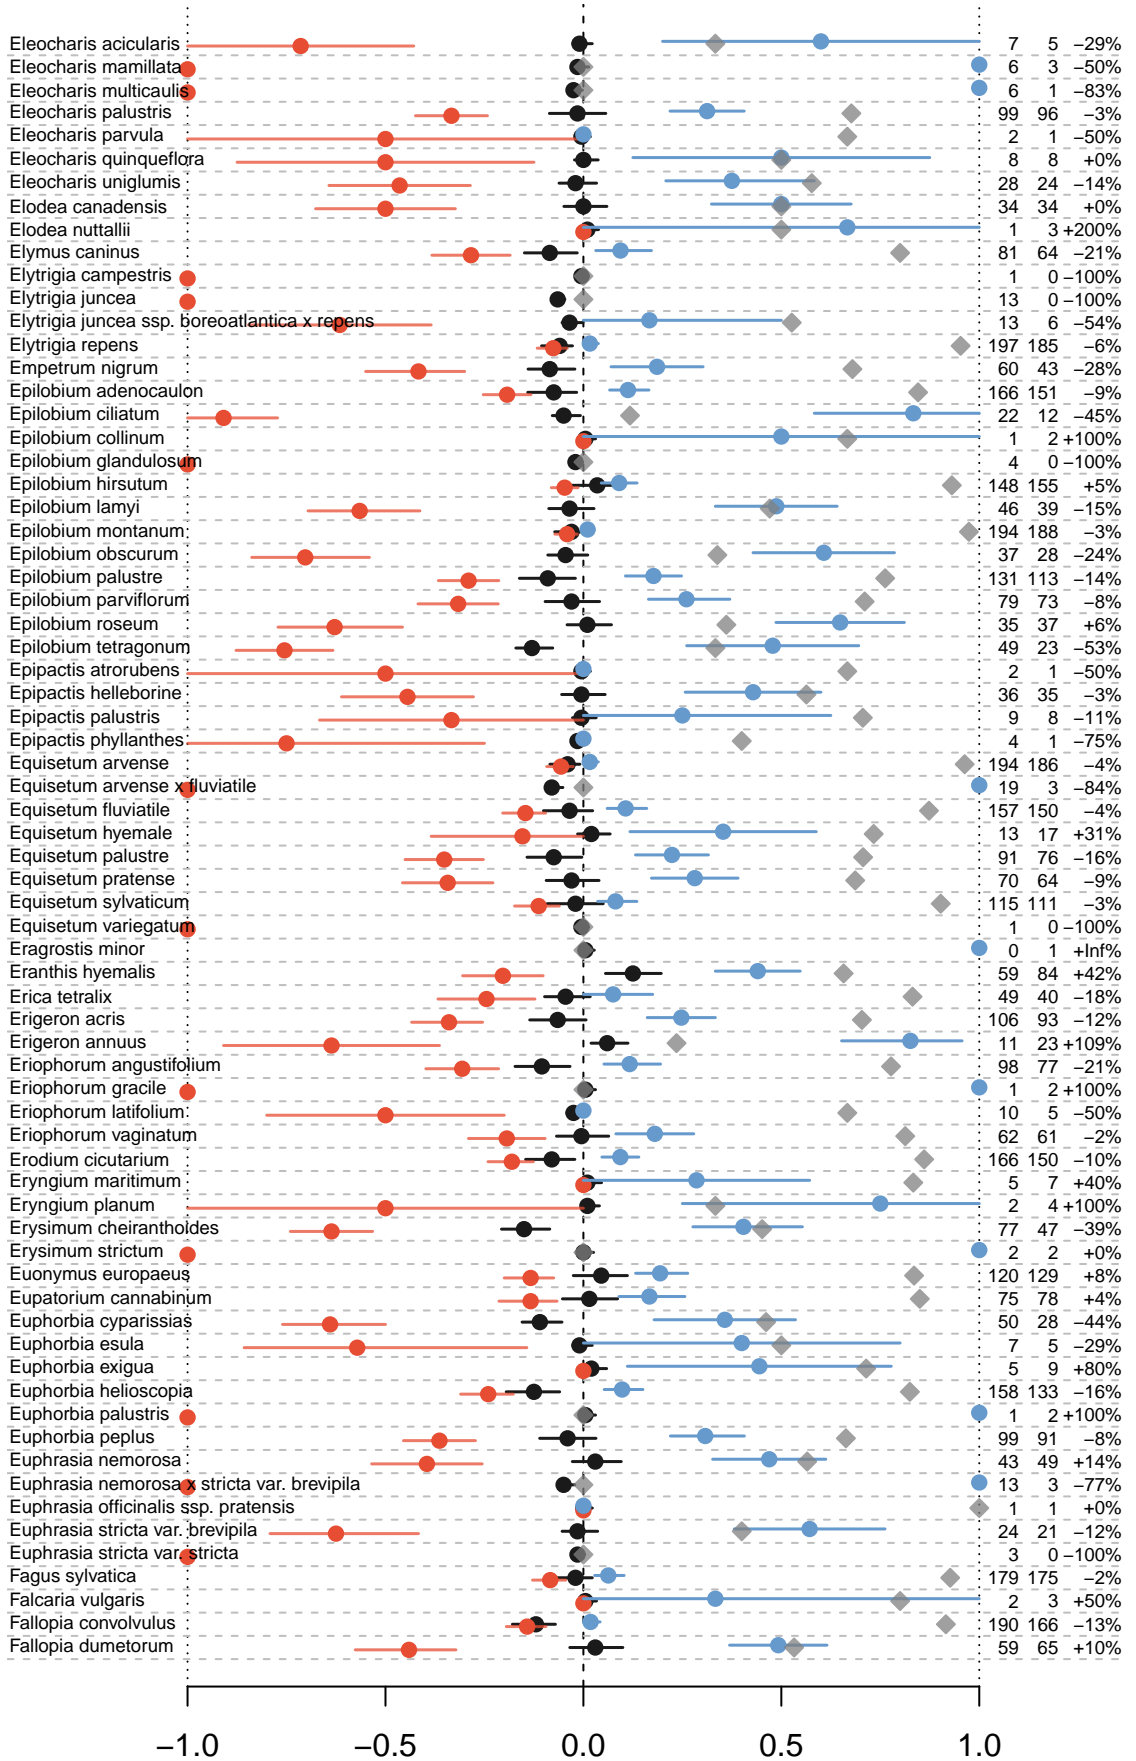 Eleocharis acicularis 7 5 −29%
Eleocharis mamillata 6 3 −50%
Eleocharis multicaulis 6 1 −83%
Eleocharis palustris 99 96 −3%
Eleocharis parvula 2 1 −50%
Eleocharis quinqueflora 8 8 +0%
Eleocharis uniglumis 28 24 −14%
Elodea canadensis 34 34 +0%
Elodea nuttallii 1 3 +200%
Elymus caninus 81 64 −21%
Elytrigia campestris 1 0 −100%
Elytrigia juncea 13 0 −100%
Elytrigia juncea ssp. boreoatlantica x repens 13 6 −54%
Elytrigia repens 197 185 −6%
Empetrum nigrum 60 43 −28%
Epilobium adenocaulon 166 151 −9%
Epilobium ciliatum 22 12 −45%
Epilobium collinum 1 2 +100%
Epilobium glandulosum 4 0 −100%
Epilobium hirsutum 148 155 +5%
Epilobium lamyi 46 39 −15%
Epilobium montanum 194 188 −3%
Epilobium obscurum 37 28 −24%
Epilobium palustre 131 113 −14%
Epilobium parviflorum 79 73 −8%
Epilobium roseum 35 37 +6%
Epilobium tetragonum 49 23 −53%
Epipactis atrorubens 2 1 −50%
Epipactis helleborine 36 35 −3%
Epipactis palustris 9 8 −11%
Epipactis phyllanthes 4 1 −75%
Equisetum arvense 194 186 −4%
Equisetum arvense x fluviatile 19 3 −84%
Equisetum fluviatile 157 150 −4%
Equisetum hyemale 13 17 +31%
Equisetum palustre 91 76 −16%
Equisetum pratense 70 64 −9%
Equisetum sylvaticum 115 111 −3%
Equisetum variegatum 1 0 −100%
Eragrostis minor 0 1 +Inf%
Eranthis hyemalis 59 84 +42%
Erica tetralix 49 40 −18%
Erigeron acris 106 93 −12%
Erigeron annuus 11 23 +109%
Eriophorum angustifolium 98 77 −21%
Eriophorum gracile 1 2 +100%
Eriophorum latifolium 10 5 −50%
Eriophorum vaginatum 62 61 −2%
Erodium cicutarium 166 150 −10%
Eryngium maritimum 5 7 +40%
Eryngium planum 2 4 +100%
Erysimum cheiranthoides 77 47 −39%
Erysimum strictum 2 2 +0%
Euonymus europaeus 120 129 +8%
Eupatorium cannabinum 75 78 +4%
Euphorbia cyparissias 50 28 −44%
Euphorbia esula 7 5 −29%
Euphorbia exigua 5 9 +80%
Euphorbia helioscopia 158 133 −16%
Euphorbia palustris 1 2 +100%
Euphorbia peplus 99 91 −8%
Euphrasia nemorosa 43 49 +14%
Euphrasia nemorosa x stricta var. brevipila 13 3 −77%
Euphrasia officinalis ssp. pratensis 1 1 +0%
Euphrasia stricta var. brevipila 24 21 −12%
Euphrasia stricta var. stricta 3 0 −100%
Fagus sylvatica 179 175 −2%
Falcaria vulgaris 2 3 +50%
Fallopia convolvulus 190 166 −13%
Fallopia dumetorum 59 65 +10%
−1.0 −0.5 0.0 0.5 1.0